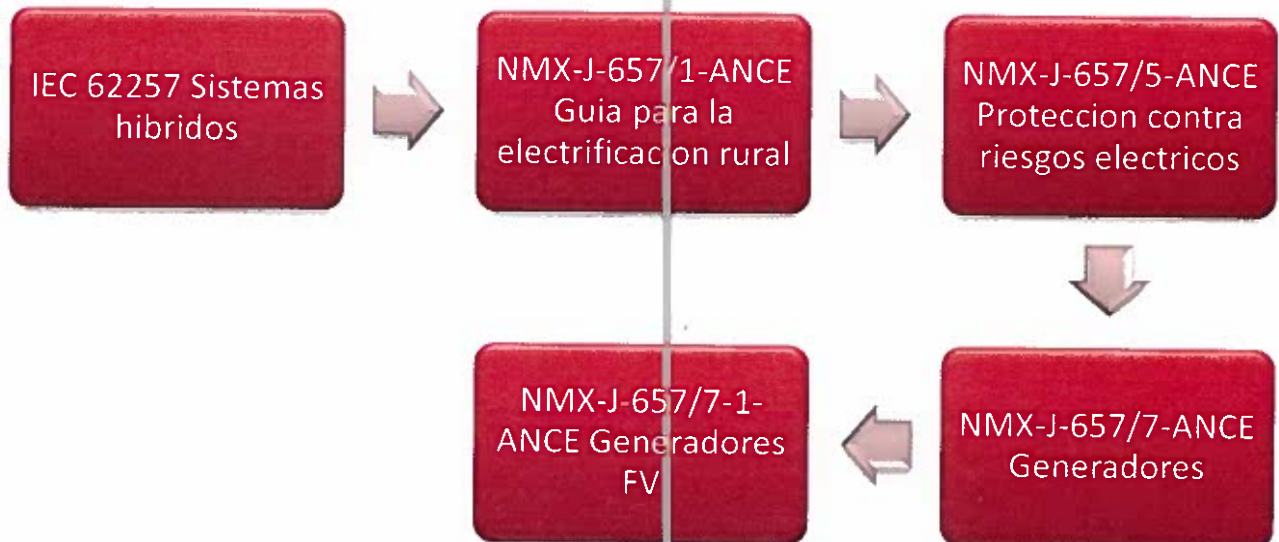 IEC 62257 Sistemas
hibridos
NMX-J-657/1-ANCE
Guia para la
electrificacion rural
NMX-J-657/5-ANCE
Proteccion contra
riesgos electricos
NMX-J-657/7-ANCE
Generadores
NMX-J-657/7-1-
ANCE Generadores
FV